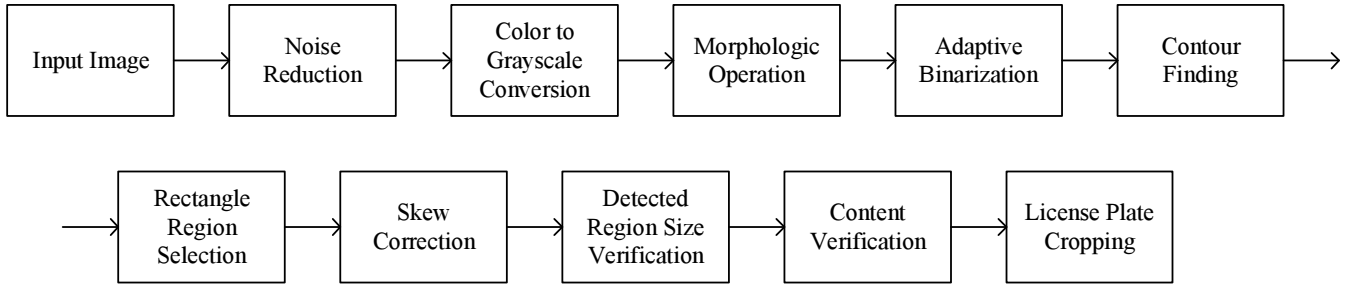 Input Image
Noise
Reduction
Color to
Grayscale
Conversion
Morphologic
Operation
Adaptive
Binarization
Contour
Finding
Rectangle
Region
Selection
Skew
Correction
Detected
Region Size
Verification
Content
Verification
License Plate
Cropping